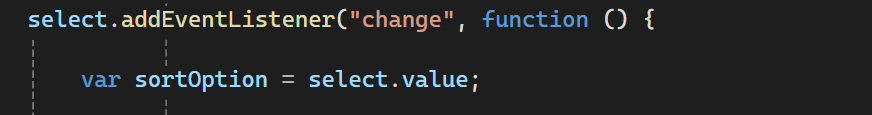 select.addEventListener("change", function () {
var sortOption = select.value;